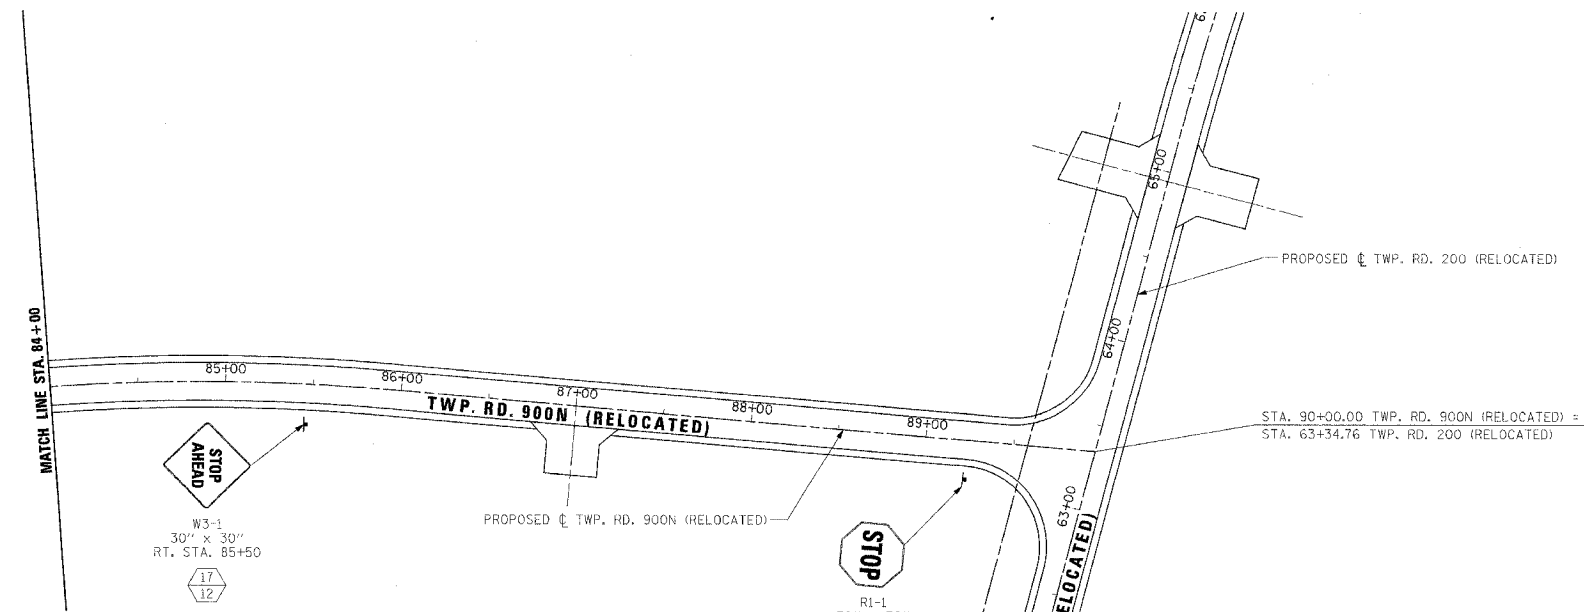 65+00
PROPOSED ℄ TWP. RD. 200 (RELOCATED)
64+00
MATCH LINE STA. 84+00
85+00
86+00
87+00
88+00
89+00
TWP. RD. 900N (RELOCATED)
STA. 90+00.00 TWP. RD. 900N (RELOCATED) =
STA. 63+34.76 TWP. RD. 200 (RELOCATED)
STOP
AHEAD
W3-1
30" x 30"
RT. STA. 85+50
17
12
PROPOSED ℄ TWP. RD. 900N (RELOCATED)
63+00
STOP
R1-1
ELOCATED)